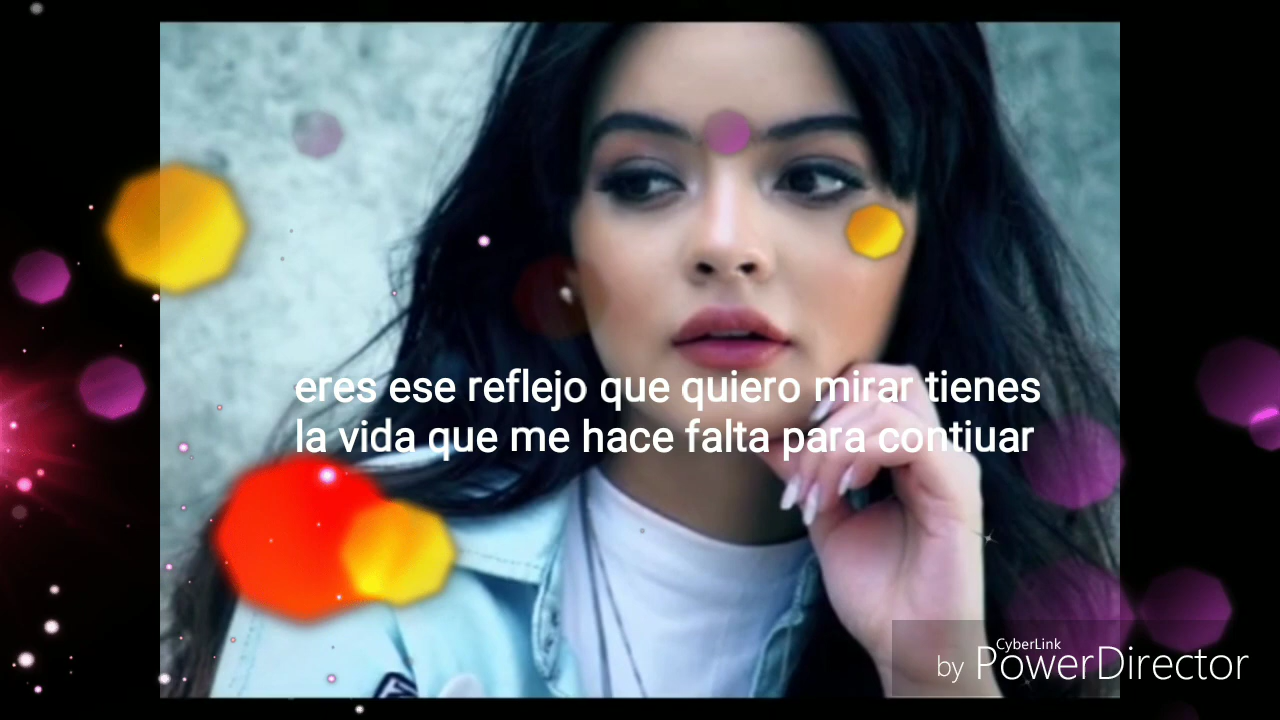 eres ese reflejo que quiero mirar tienes
la vida que me hace falta para contiuar
CyberLink
by PowerDirector